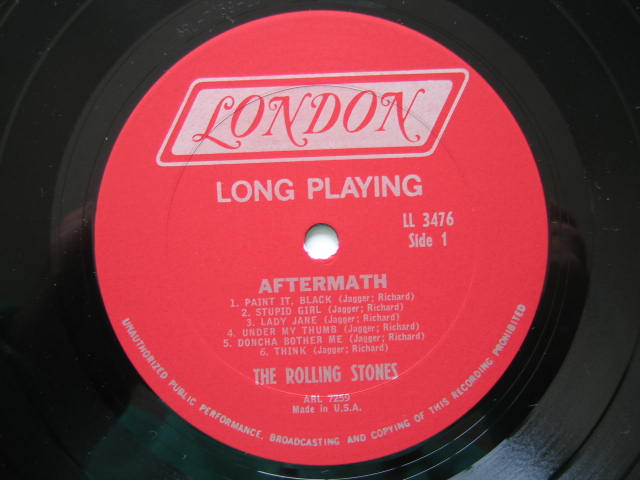 LONDON
LONG PLAYING
LL 3476
Side 1
AFTERMATH
1. PAINT IT, BLACK (Jagger; Richard)
2. STUPID GIRL (Jagger; Richard)
3. LADY JANE (Jagger; Richard)
4. UNDER MY THUMB (Jagger; Richard)
5. DONCHA BOTHER ME (Jagger; Richard)
6. THINK (Jagger; Richard)
THE ROLLING STONES
ARL 7259
Made in U.S.A.
UNAUTHORIZED PUBLIC PERFORMANCE, BROADCASTING AND COPYING OF THIS RECORDING PROHIBITED